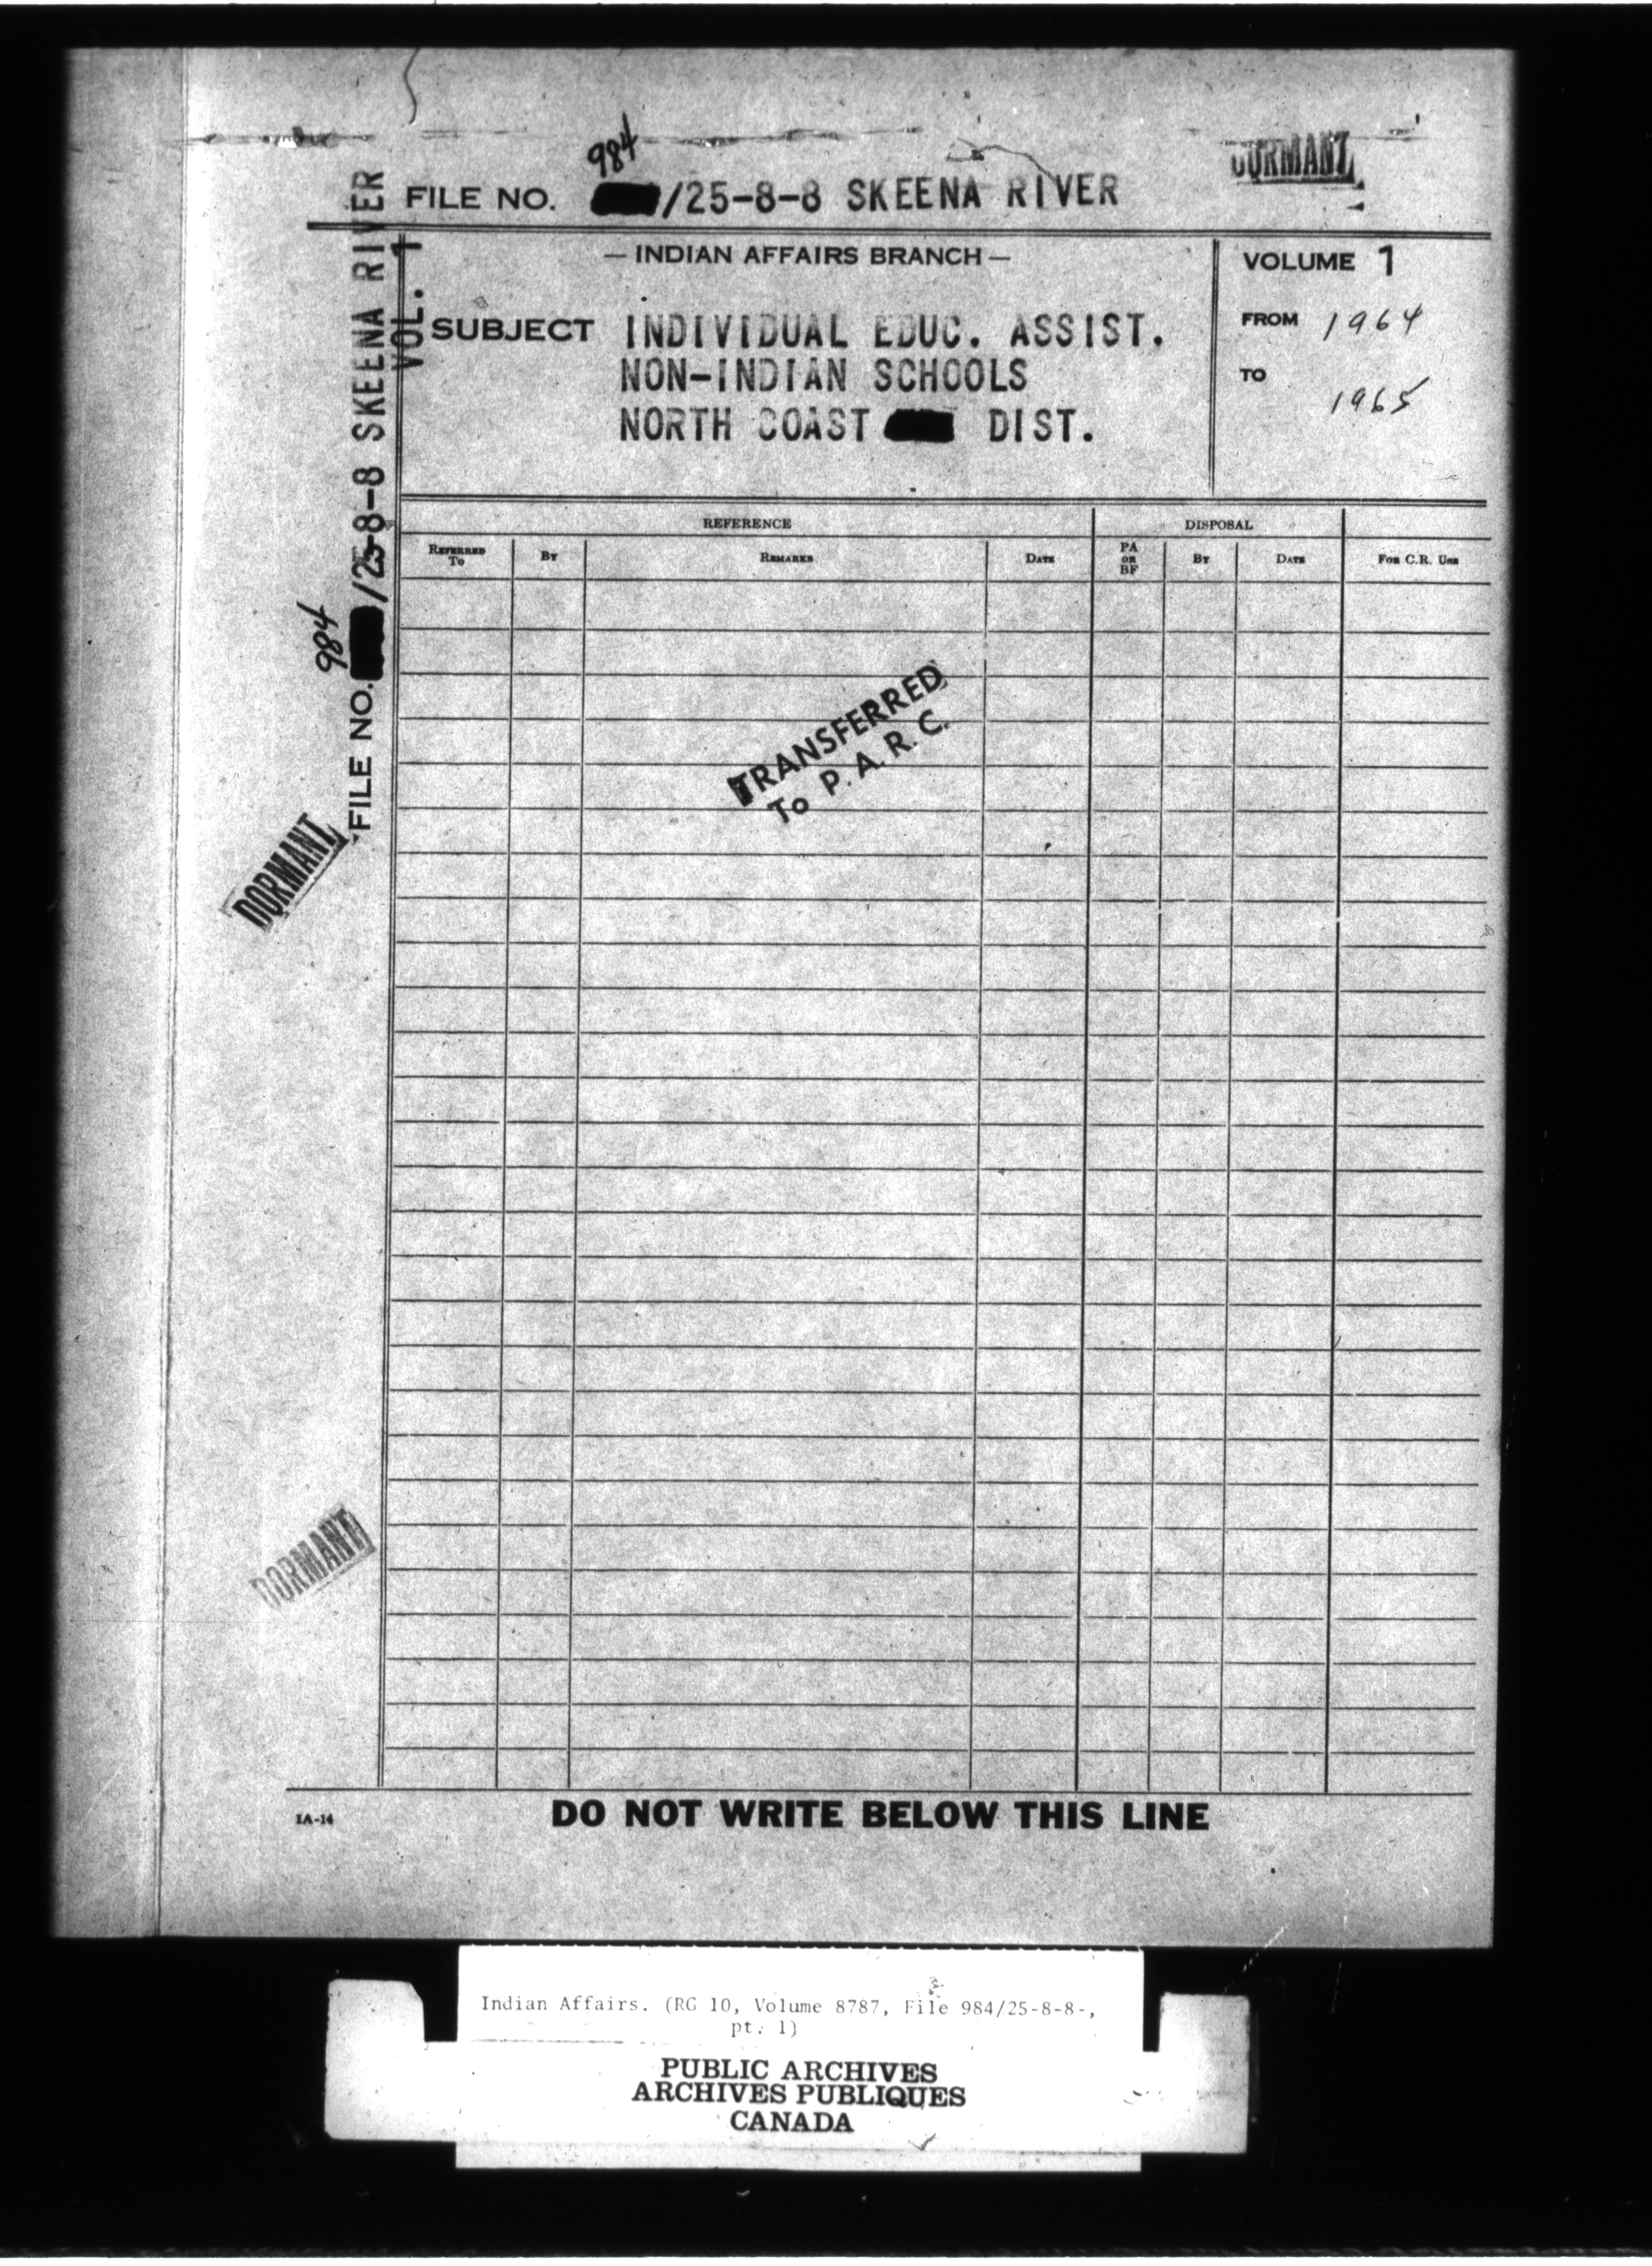 984
DORMANT
FILE NO. /25-8-8 SKEENA RIVER
— INDIAN AFFAIRS BRANCH —
VOLUME 1
SUBJECT INDIVIDUAL EDUC. ASSIST.
NON-INDIAN SCHOOLS
NORTH COAST DIST.
FROM 1964
TO 1965
FILE NO. /25-8-8 SKEENA RIVER
VOL. 1
984
REFERENCE DISPOSAL
REFERRED TO BY REMARKS DATE PA OR BF BY DATE FOR C.R. USE
TRANSFERRED
To P. A. R. C.
DORMANT
DORMANT
IA-14
DO NOT WRITE BELOW THIS LINE
Indian Affairs. (RG 10, Volume 8787, File 984/25-8-8-,
pt. 1)
PUBLIC ARCHIVES
ARCHIVES PUBLIQUES
CANADA